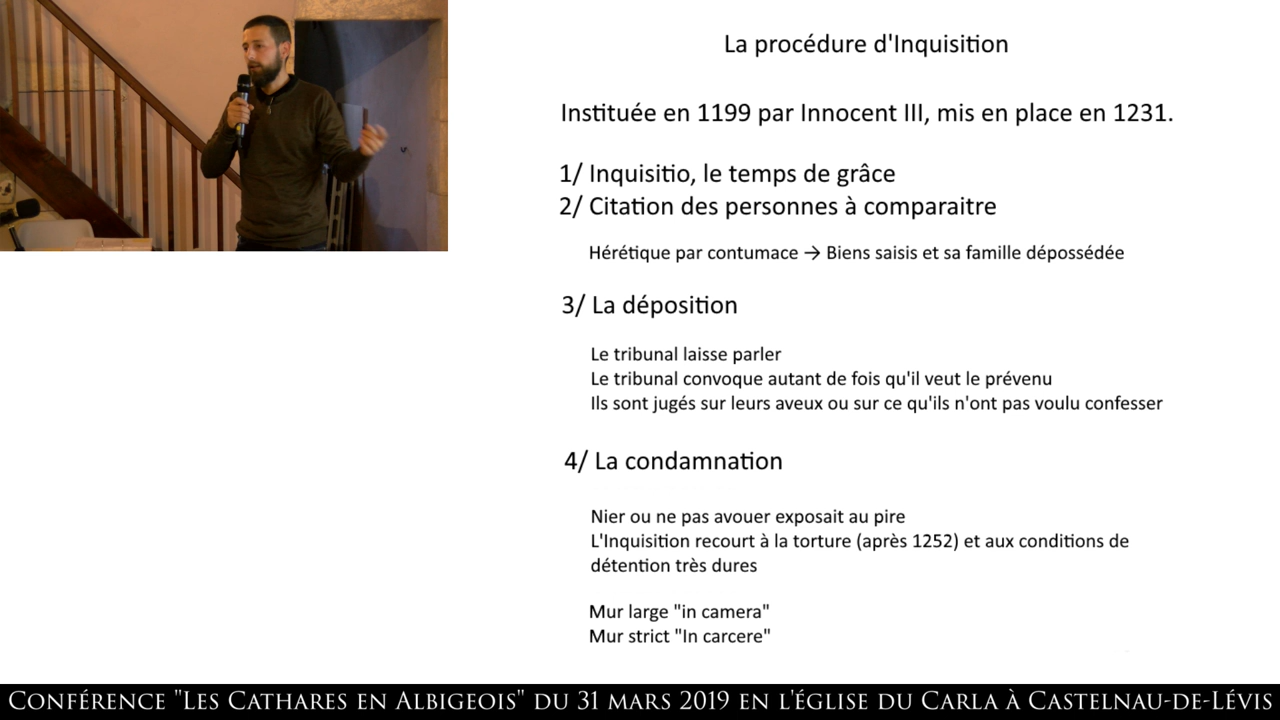 La procédure d'Inquisition
Instituée en 1199 par Innocent III, mis en place en 1231.
1/ Inquisitio, le temps de grâce
2/ Citation des personnes à comparaitre
Hérétique par contumace → Biens saisis et sa famille dépossédée
3/ La déposition
Le tribunal laisse parler
Le tribunal convoque autant de fois qu'il veut le prévenu
Ils sont jugés sur leurs aveux ou sur ce qu'ils n'ont pas voulu confesser
4/ La condamnation
Nier ou ne pas avouer exposait au pire
L'Inquisition recourt à la torture (après 1252) et aux conditions de
détention très dures
Mur large "in camera"
Mur strict "In carcere"
Conférence "Les Cathares en Albigeois" du 31 mars 2019 en l'église du Carla à Castelnau-de-Lévis